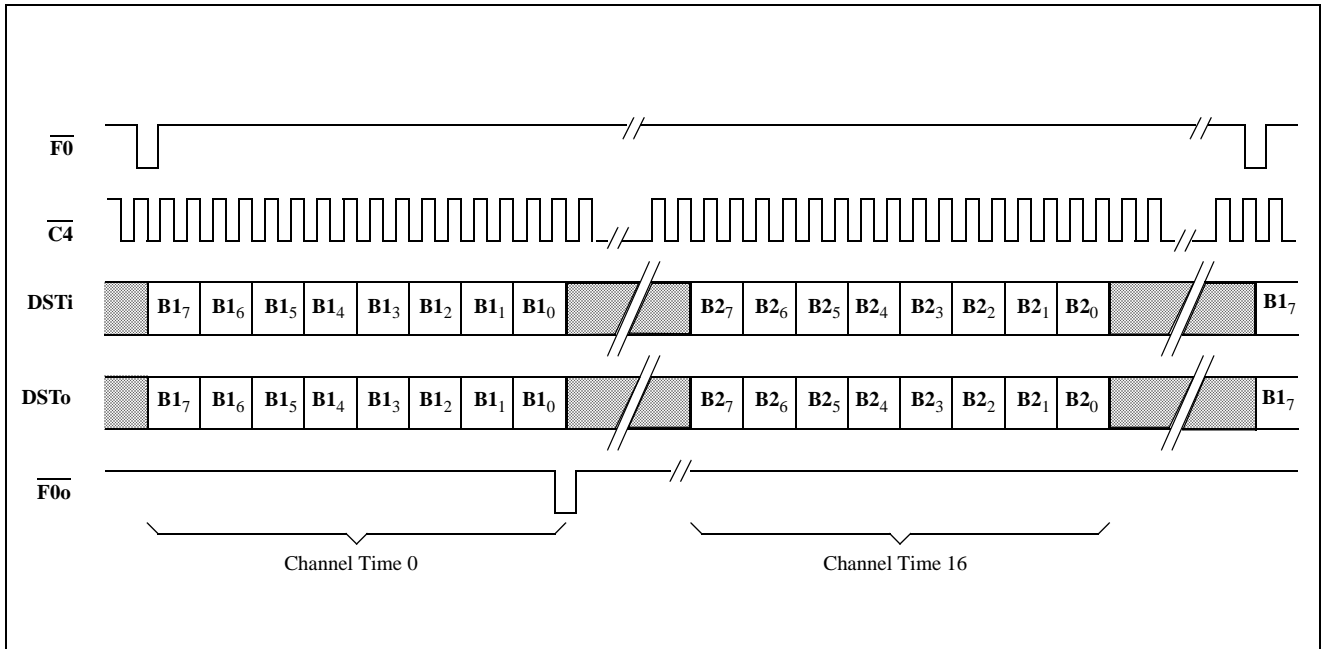 F0
C4
DSTi B1₇ B1₆ B1₅ B1₄ B1₃ B1₂ B1₁ B1₀ B2₇ B2₆ B2₅ B2₄ B2₃ B2₂ B2₁ B2₀ B1₇
DSTo B1₇ B1₆ B1₅ B1₄ B1₃ B1₂ B1₁ B1₀ B2₇ B2₆ B2₅ B2₄ B2₃ B2₂ B2₁ B2₀ B1₇
F0o
Channel Time 0 Channel Time 16